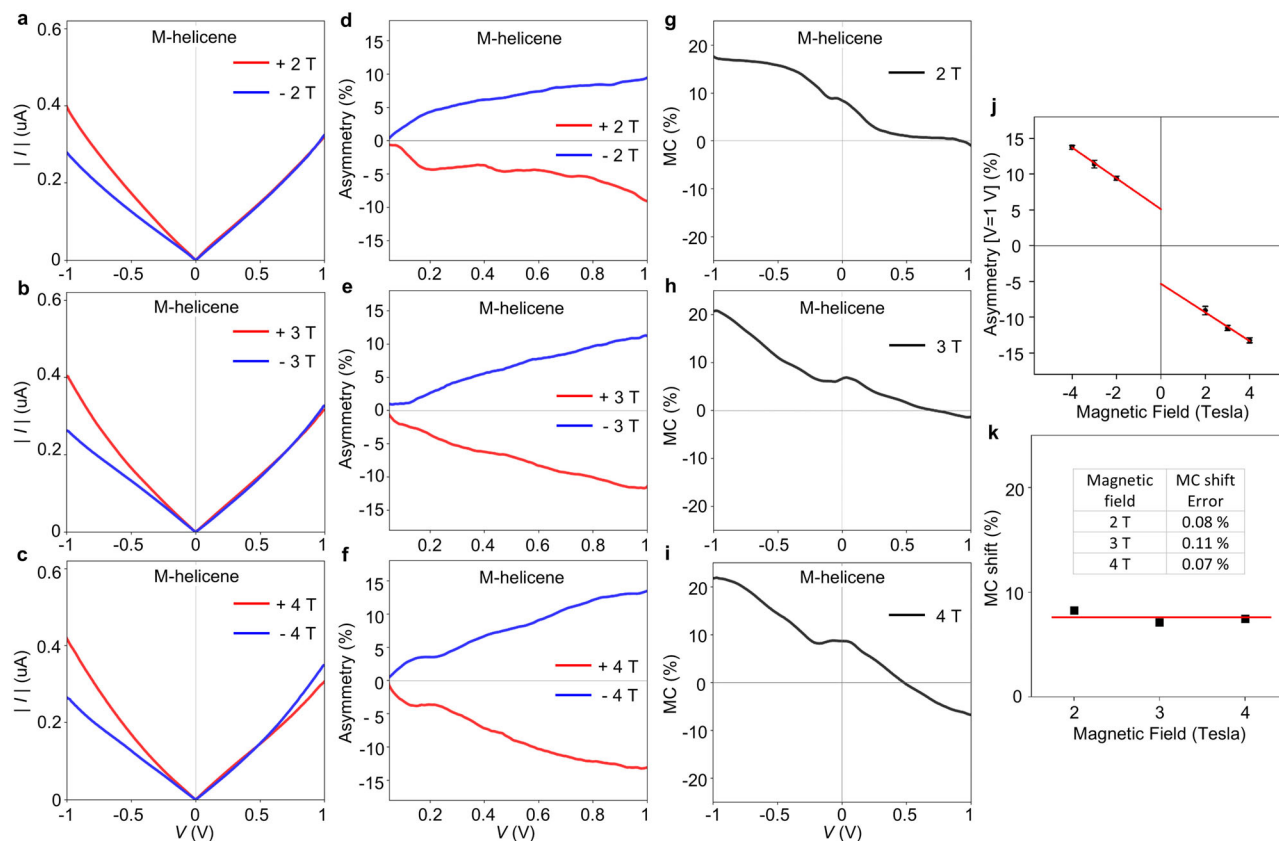 a
M-helicene
+ 2 T
- 2 T
0.6
0.4
0.2
0
| I | (uA)
-1
-0.5
0
0.5
1
b
M-helicene
+ 3 T
- 3 T
0.6
0.4
0.2
0
| I | (uA)
-1
-0.5
0
0.5
1
c
M-helicene
+ 4 T
- 4 T
0.6
0.4
0.2
0
| I | (uA)
-1
-0.5
0
0.5
1
V (V)
d
M-helicene
+ 2 T
- 2 T
15
10
5
0
-5
-10
-15
Asymmetry (%)
0.2
0.4
0.6
0.8
1
e
M-helicene
+ 3 T
- 3 T
15
10
5
0
-5
-10
-15
Asymmetry (%)
0.2
0.4
0.6
0.8
1
f
M-helicene
+ 4 T
- 4 T
15
10
5
0
-5
-10
-15
Asymmetry (%)
0.2
0.4
0.6
0.8
1
V (V)
g
M-helicene
2 T
20
10
0
-10
-20
MC (%)
-1
-0.5
0
0.5
1
h
M-helicene
3 T
20
10
0
-10
-20
MC (%)
-1
-0.5
0
0.5
1
i
M-helicene
4 T
20
10
0
-10
-20
MC (%)
-1
-0.5
0
0.5
1
V (V)
j
15
10
5
0
-5
-10
-15
Asymmetry [V=1 V] (%)
-4
-2
0
2
4
Magnetic Field (Tesla)
k
20
10
0
MC shift (%)
Magnetic field MC shift Error
2 T 0.08 %
3 T 0.11 %
4 T 0.07 %
2
3
4
Magnetic Field (Tesla)